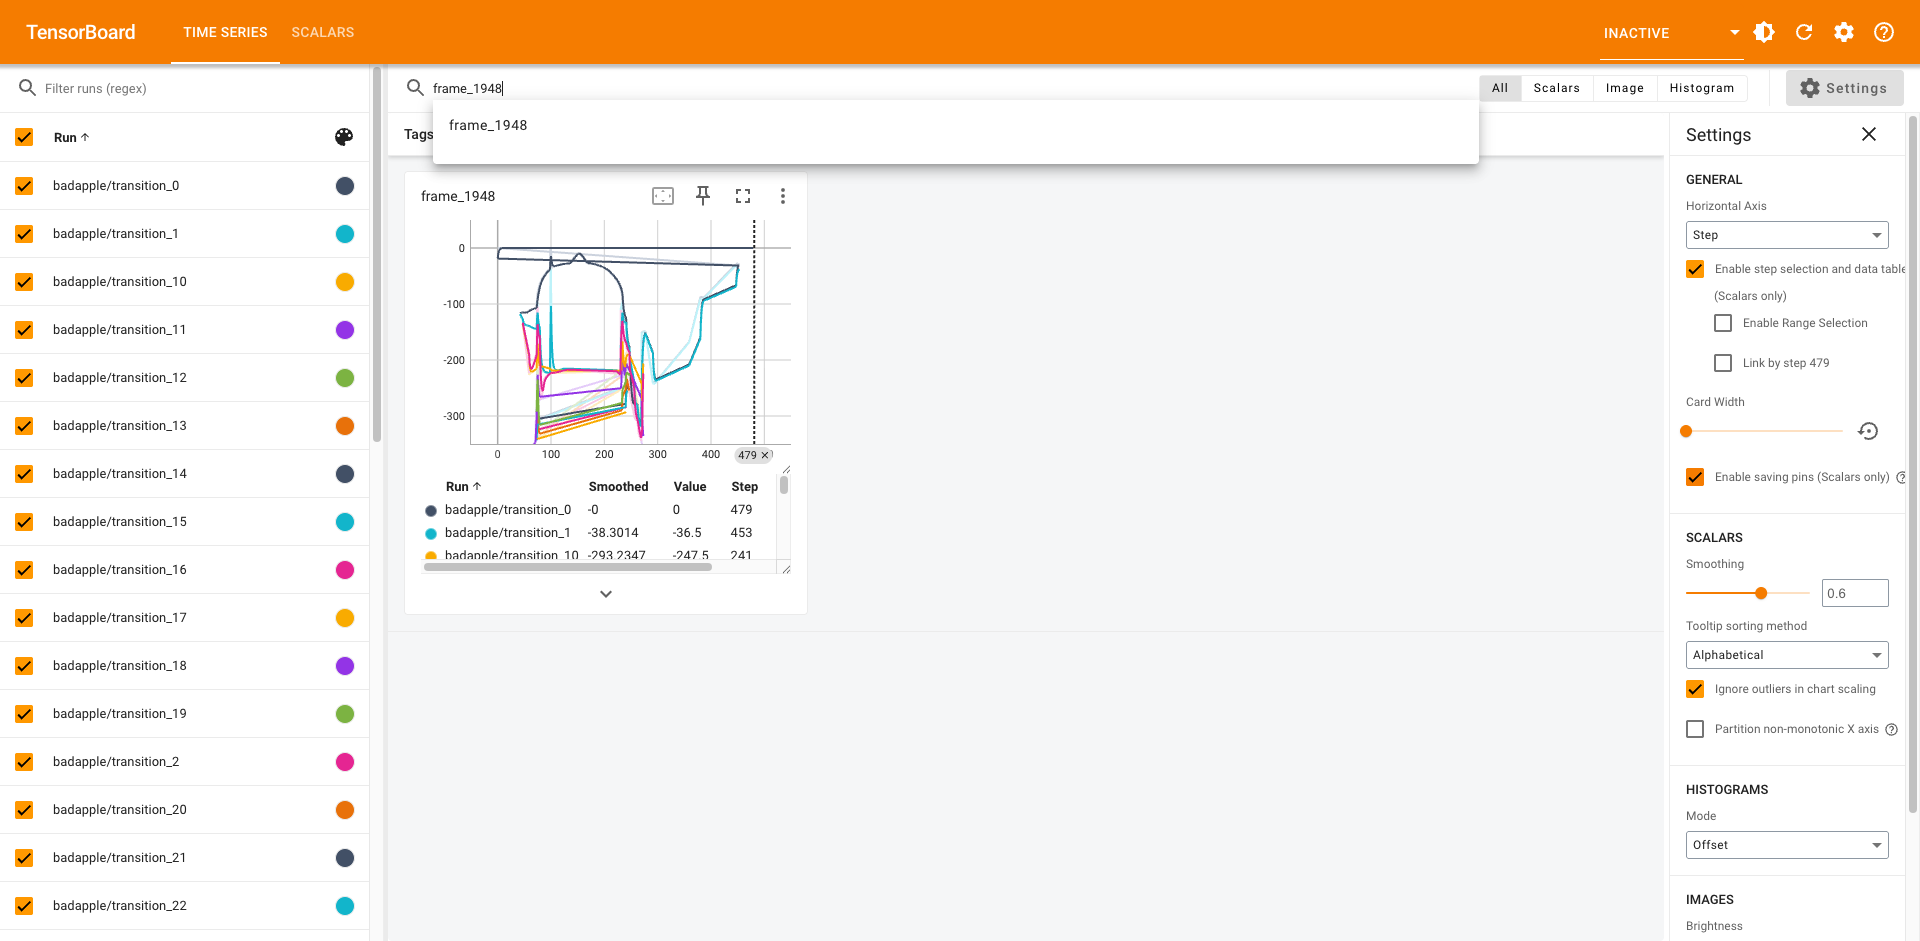 TensorBoard
TIME SERIES
SCALARS
INACTIVE
Filter runs (regex)
Run
badapple/transition_0
badapple/transition_1
badapple/transition_10
badapple/transition_11
badapple/transition_12
badapple/transition_13
badapple/transition_14
badapple/transition_15
badapple/transition_16
badapple/transition_17
badapple/transition_18
badapple/transition_19
badapple/transition_2
badapple/transition_20
badapple/transition_21
badapple/transition_22
frame_1948
All Scalars Image Histogram
Settings
frame_1948
Tags
frame_1948
0
-100
-200
-300
0 100 200 300 400 479
Run Smoothed Value Step
badapple/transition_0 -0 0 479
badapple/transition_1 -38.3014 -36.5 453
badapple/transition_10 -293.2347 -247.5 241
Settings
GENERAL
Horizontal Axis
Step
Enable step selection and data table
(Scalars only)
Enable Range Selection
Link by step 479
Card Width
Enable saving pins (Scalars only)
SCALARS
Smoothing
0.6
Tooltip sorting method
Alphabetical
Ignore outliers in chart scaling
Partition non-monotonic X axis
HISTOGRAMS
Mode
Offset
IMAGES
Brightness